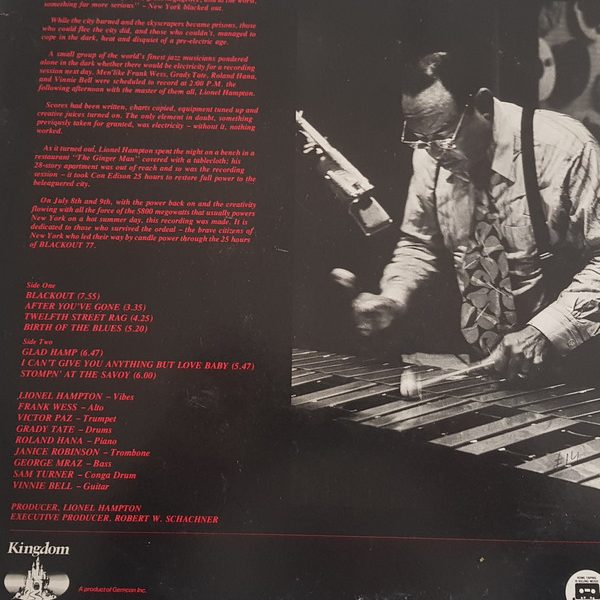 something far more serious" – New York blacked out.
While the city burned and the skyscrapers became prisons, those
who could flee the city did, and those who couldn't, managed to
cope in the dark, heat and disquiet of a pre-electric age.
A small group of the world's finest jazz musicians pondered
alone in the dark whether there would be electricity for a recording
session next day. Men like Frank Wess, Grady Tate, Roland Hana,
and Vinnie Bell were scheduled to record at 2:00 P.M. the
following afternoon with the master of them all, Lionel Hampton.
Scores had been written, charts copied, equipment tuned up and
creative juices turned on. The only element in doubt, something
previously taken for granted, was electricity – without it, nothing
worked.
As it turned out, Lionel Hampton spent the night on a bench in a
restaurant "The Ginger Man" covered with a tablecloth; his
28-story apartment was out of reach and so was the recording
session – it took Con Edison 25 hours to restore full power to the
beleaguered city.
On July 8th and 9th, with the power back on and the creativity
flowing with all the force of the 5800 megowatts that usually powers
New York on a hot summer day, this recording was made. It is
dedicated to those who survived the ordeal – the brave citizens of
New York who led their way by candle power through the 25 hours
of BLACKOUT 77.
Side One
BLACKOUT (7.55)
AFTER YOU'VE GONE (3.35)
TWELFTH STREET RAG (4.25)
BIRTH OF THE BLUES (5.20)
Side Two
GLAD HAMP (6.47)
I CAN'T GIVE YOU ANYTHING BUT LOVE BABY (5.47)
STOMPN' AT THE SAVOY (6.00)
LIONEL HAMPTON – Vibes
FRANK WESS – Alto
VICTOR PAZ – Trumpet
GRADY TATE – Drums
ROLAND HANA – Piano
JANICE ROBINSON – Trombone
GEORGE MRAZ – Bass
SAM TURNER – Conga Drum
VINNIE BELL – Guitar
PRODUCER, LIONEL HAMPTON
EXECUTIVE PRODUCER, ROBERT W. SCHACHNER
Kingdom
A product of Gemcon Inc.
HOME TAPING
IS KILLING MUSIC